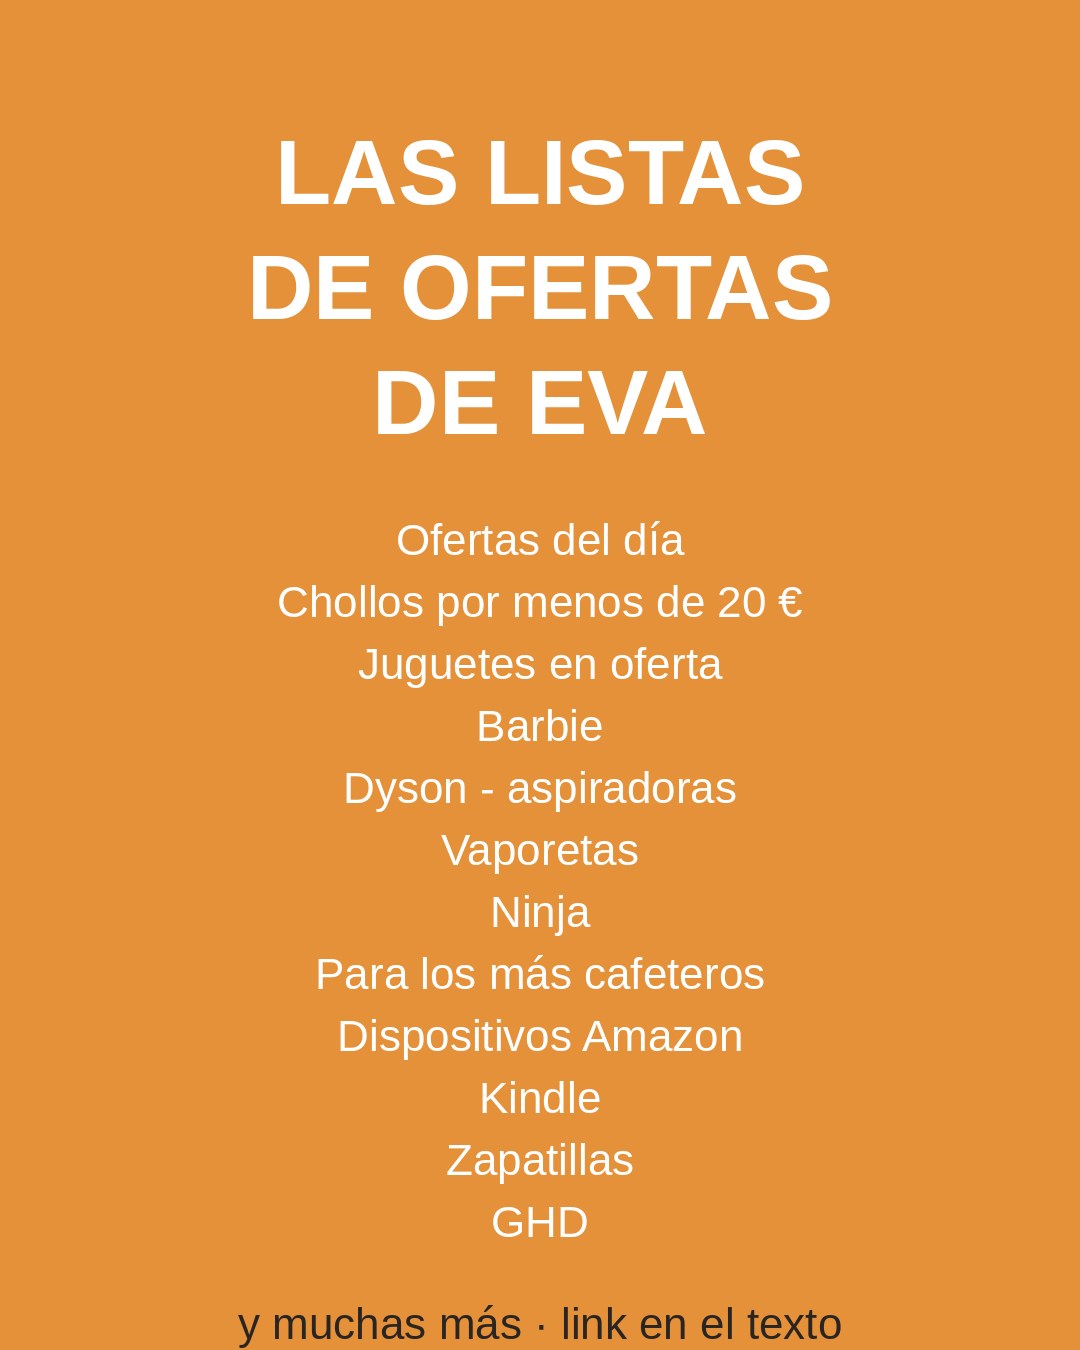 LAS LISTAS
DE OFERTAS
DE EVA
Ofertas del día
Chollos por menos de 20 €
Juguetes en oferta
Barbie
Dyson - aspiradoras
Vaporetas
Ninja
Para los más cafeteros
Dispositivos Amazon
Kindle
Zapatillas
GHD
y muchas más · link en el texto